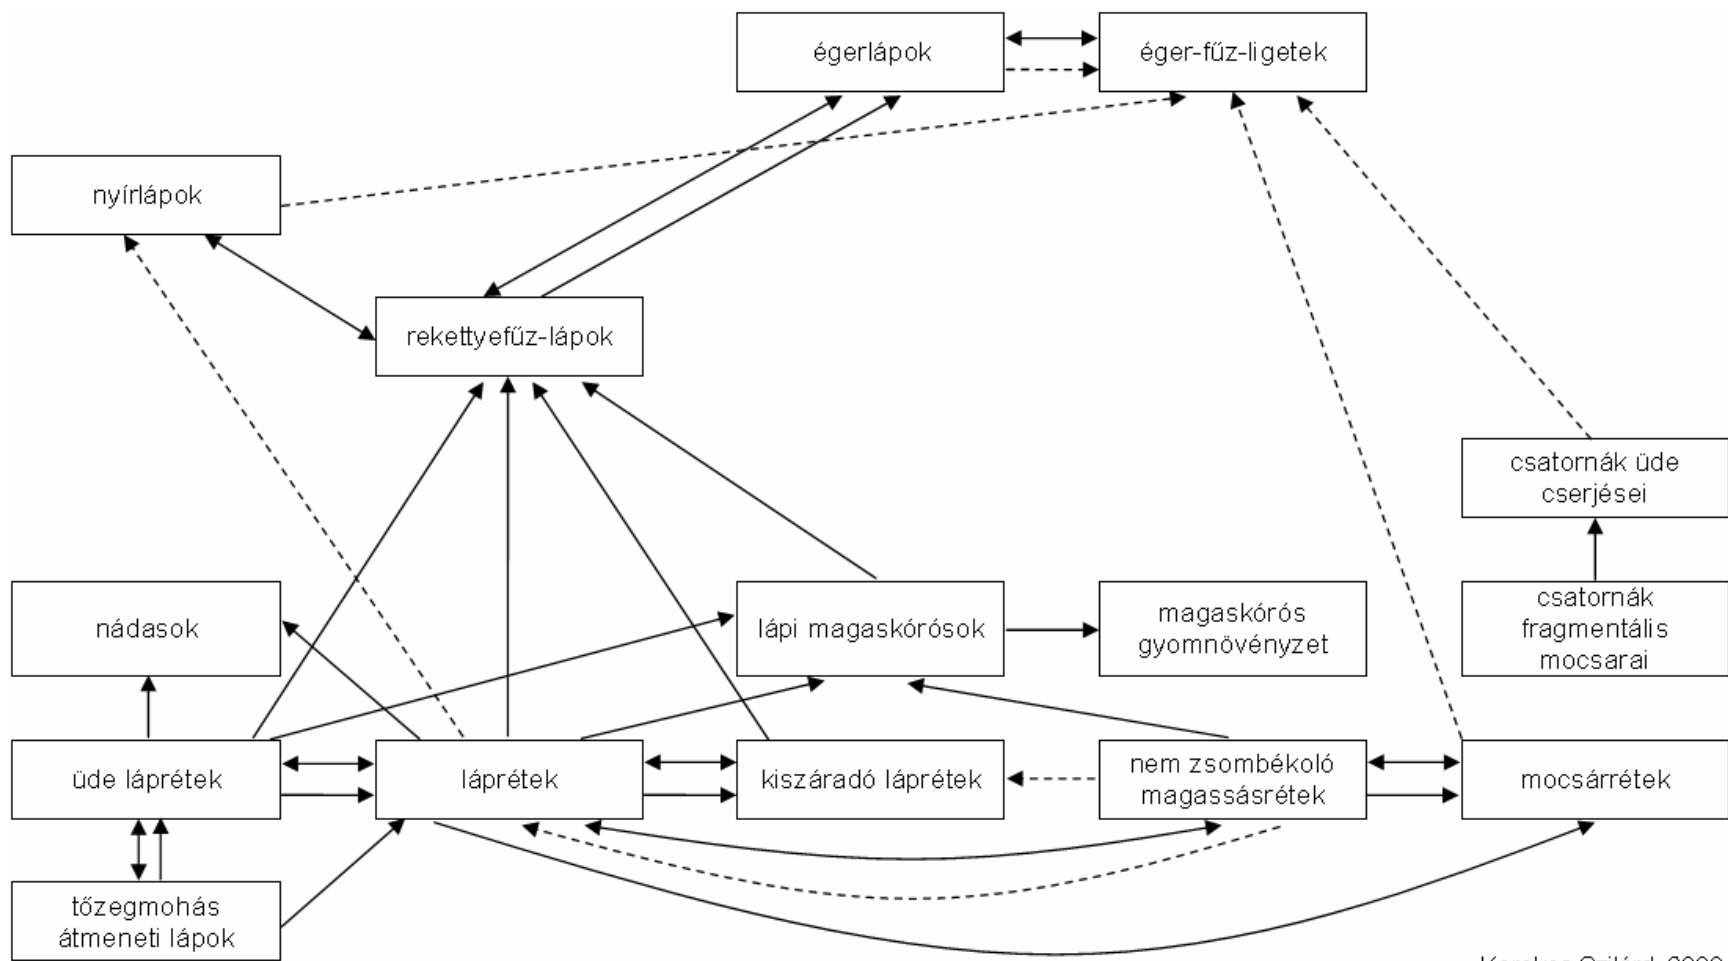 égerlápok
éger-fűz-ligetek
nyírlápok
rekettyefűz-lápok
csatornák üde
cserjései
nádasok
lápi magaskórósok
magaskórós
gyomnövényzet
csatornák
fragmentális
mocsarai
üde láprétek
láprétek
kiszáradó láprétek
nem zsombékoló
magassásrétek
mocsárrétek
tőzegmohás
átmeneti lápok